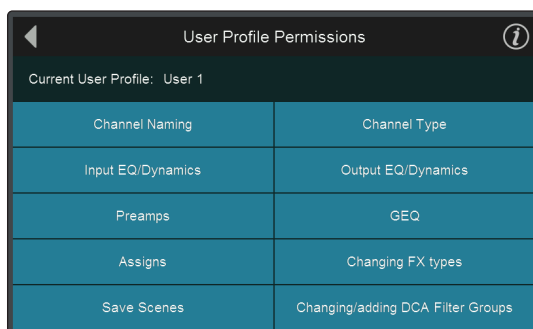 User Profile Permissions i
Current User Profile: User 1
Channel Naming Channel Type
Input EQ/Dynamics Output EQ/Dynamics
Preamps GEQ
Assigns Changing FX types
Save Scenes Changing/adding DCA Filter Groups